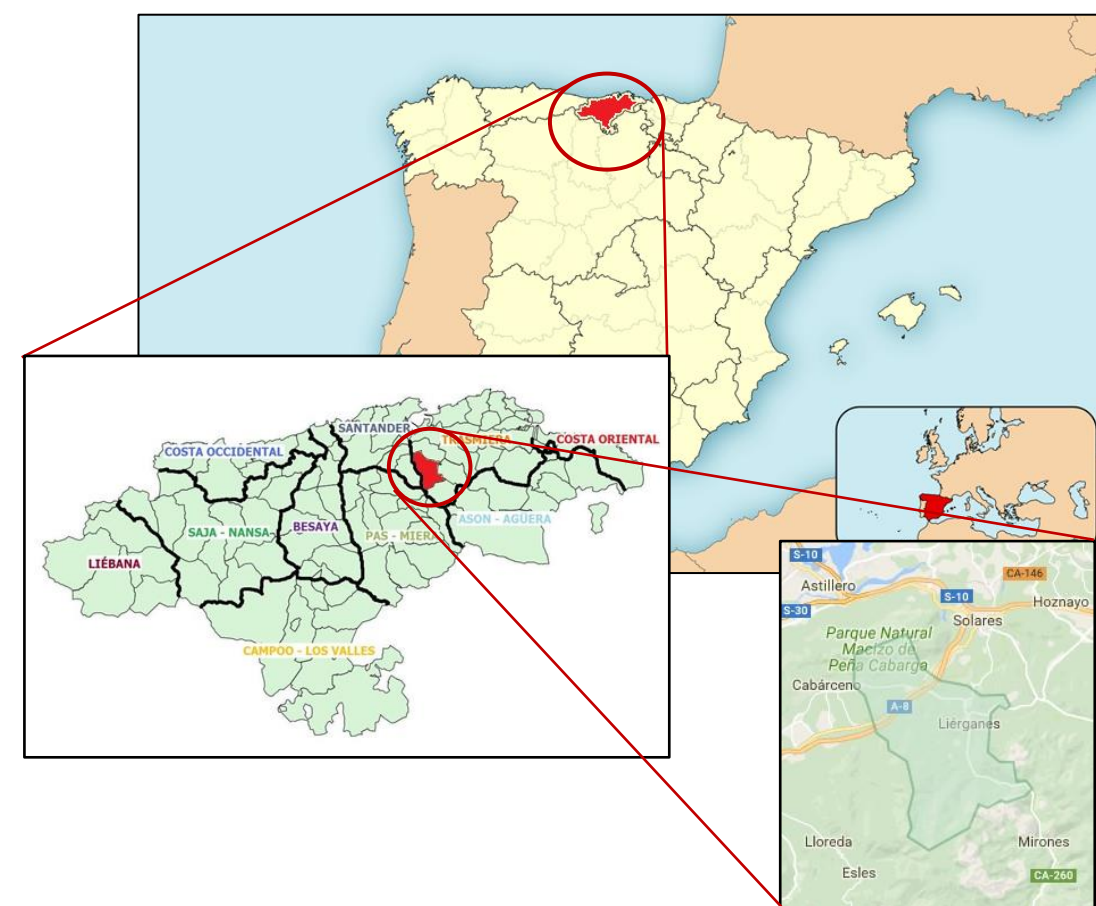 SANTANDER
TRASMIERA
COSTA ORIENTAL
COSTA OCCIDENTAL
ASON - AGÜERA
SAJA - NANSA
BESAYA
PAS - MIERA
LIÉBANA
CAMPOO - LOS VALLES
S-10
CA-146
Astillero
S-10
Hoznayo
S-30
Solares
Parque Natural
Macizo de
Peña Cabarga
Cabárceno
A-8
Liérganes
Lloreda
Mirones
Esles
CA-260